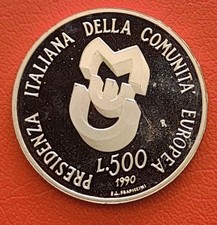 PRESIDENZA ITALIANA DELLA COMUNITA EUROPEA
R
L.500
1990